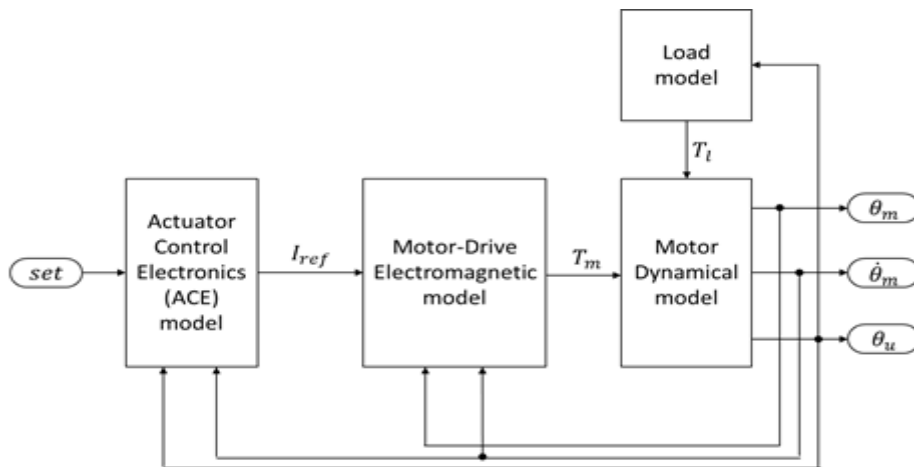 Load
model
T_l
Actuator
Control
Electronics
(ACE)
model
set
I_ref
Motor-Drive
Electromagnetic
model
T_m
Motor
Dynamical
model
θ_m
θ̇_m
θ_u